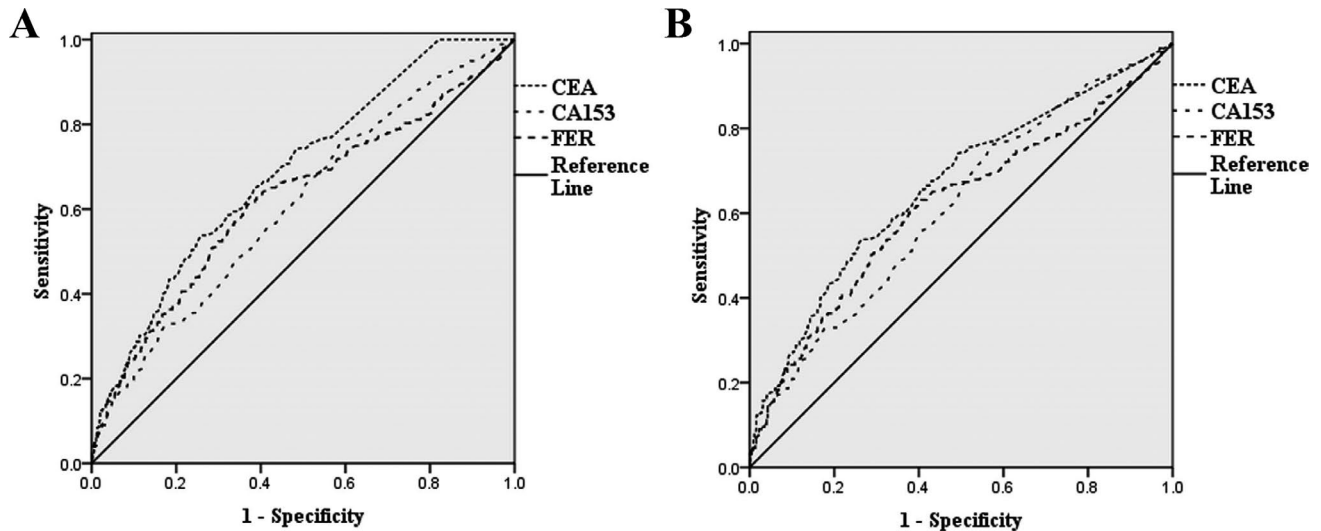 A
Sensitivity
1.0
0.8
0.6
0.4
0.2
0.0
0.0 0.2 0.4 0.6 0.8 1.0
1 - Specificity
CEA
CA153
FER
Reference
Line
B
Sensitivity
1.0
0.8
0.6
0.4
0.2
0.0
0.0 0.2 0.4 0.6 0.8 1.0
1 - Specificity
CEA
CA153
FER
Reference
Line